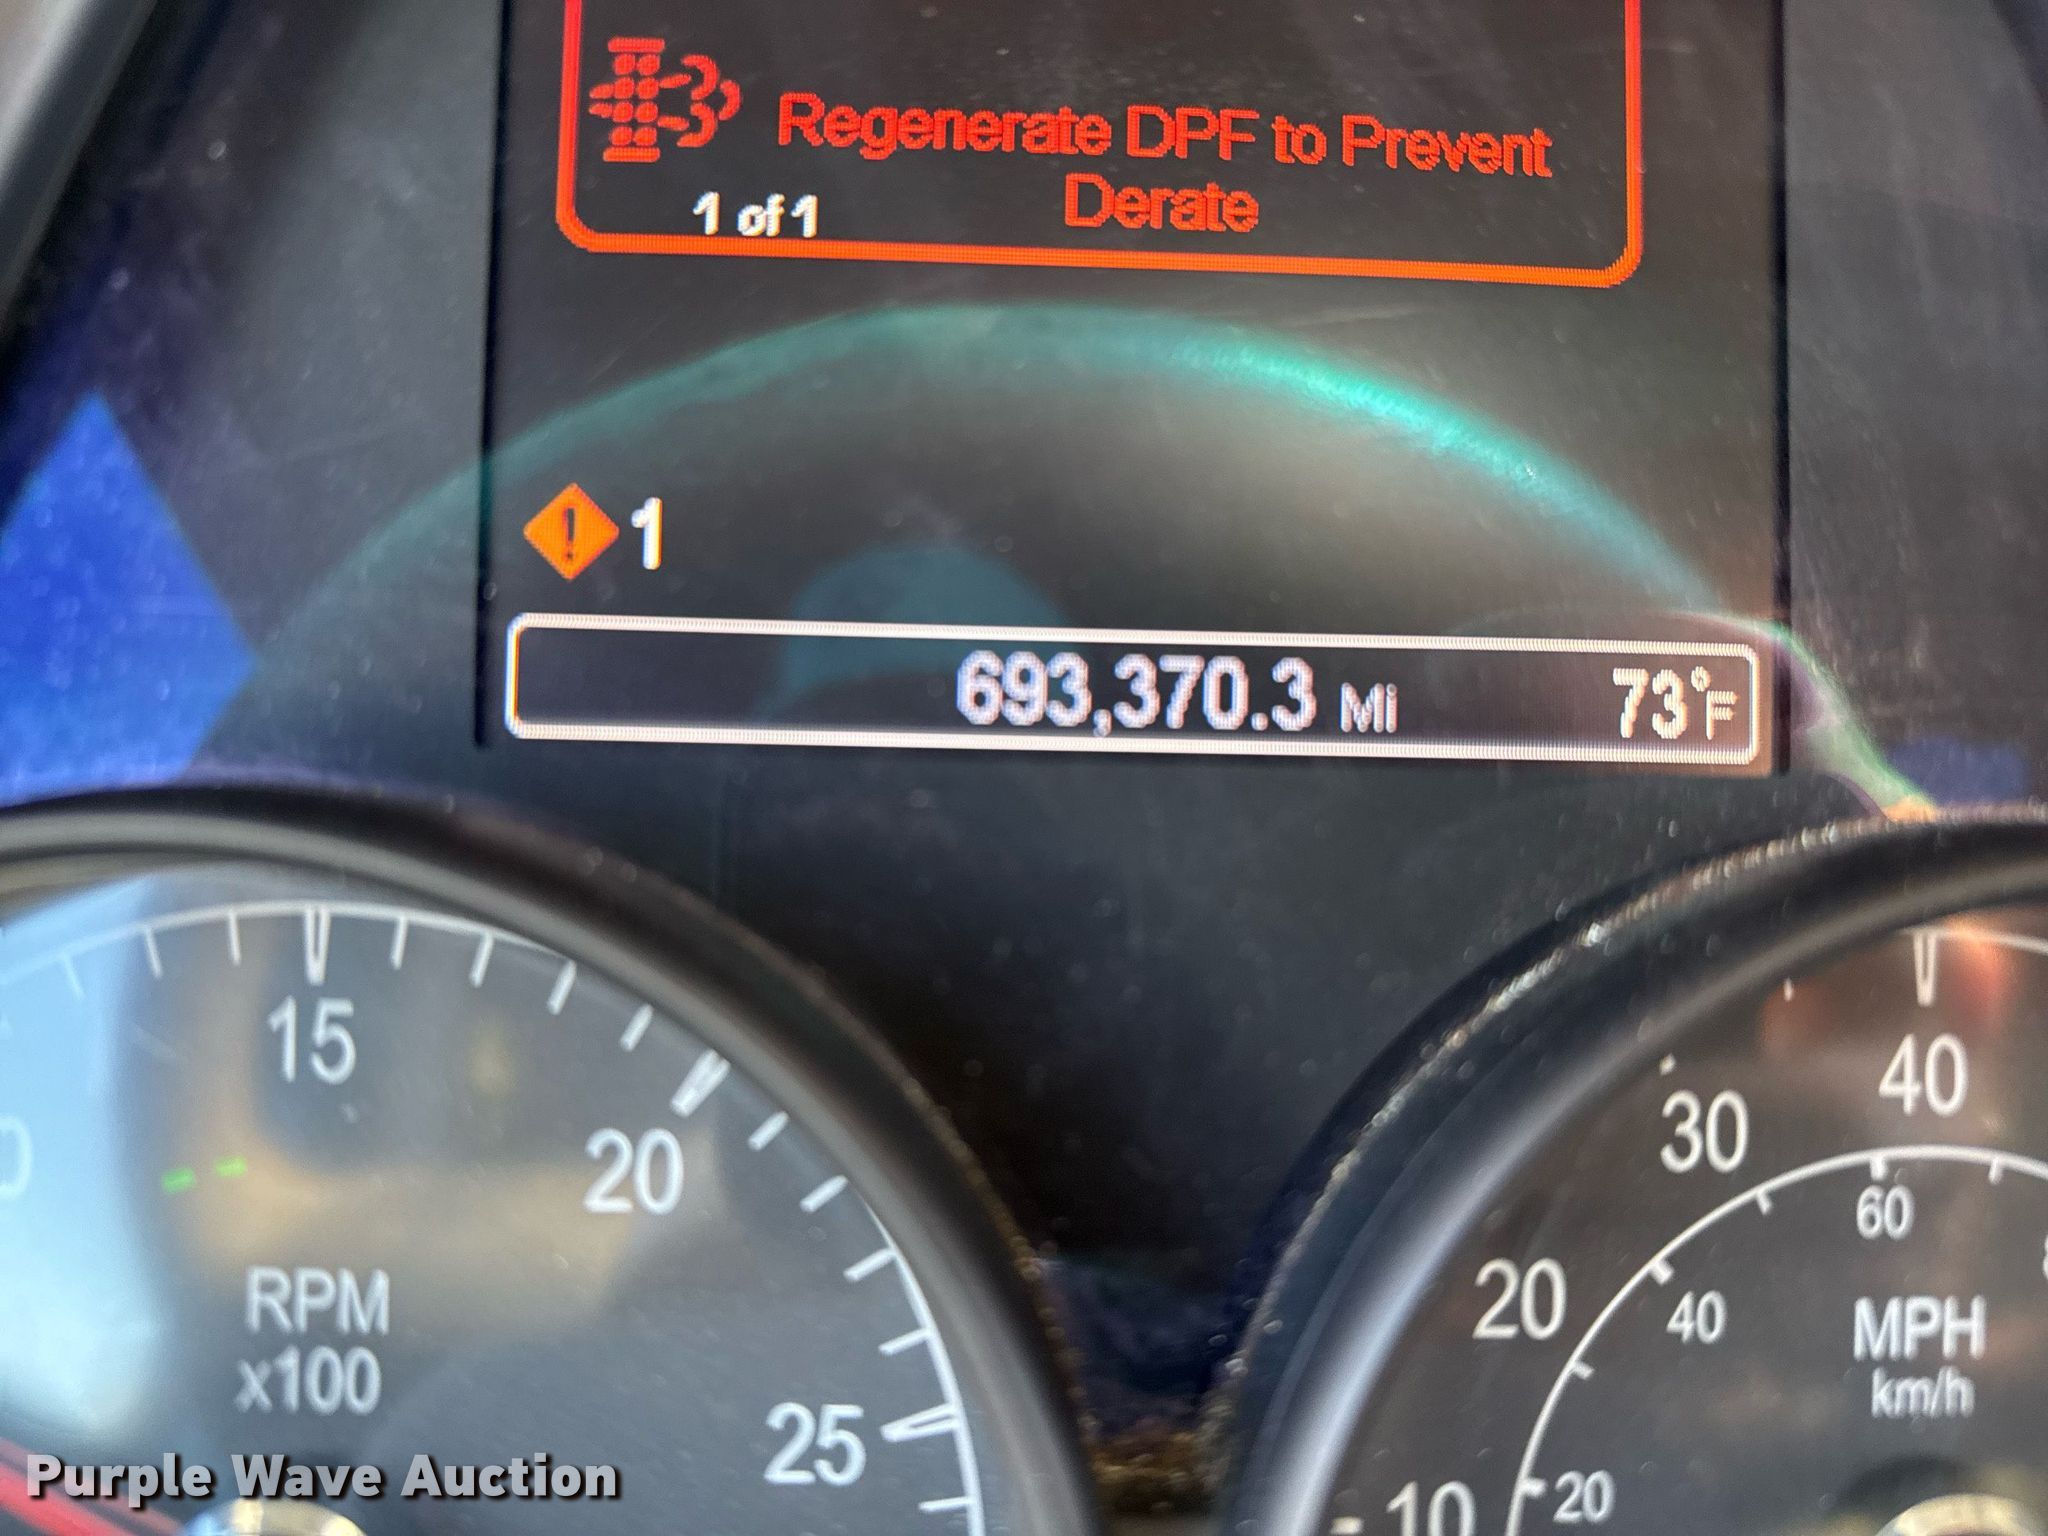 Regenerate DPF to Prevent
Derate
1 of 1
1
693,370.3 Mi
73°F
15
20
25
RPM
x100
10
20
30
40
20
40
60
MPH
km/h
Purple Wave Auction